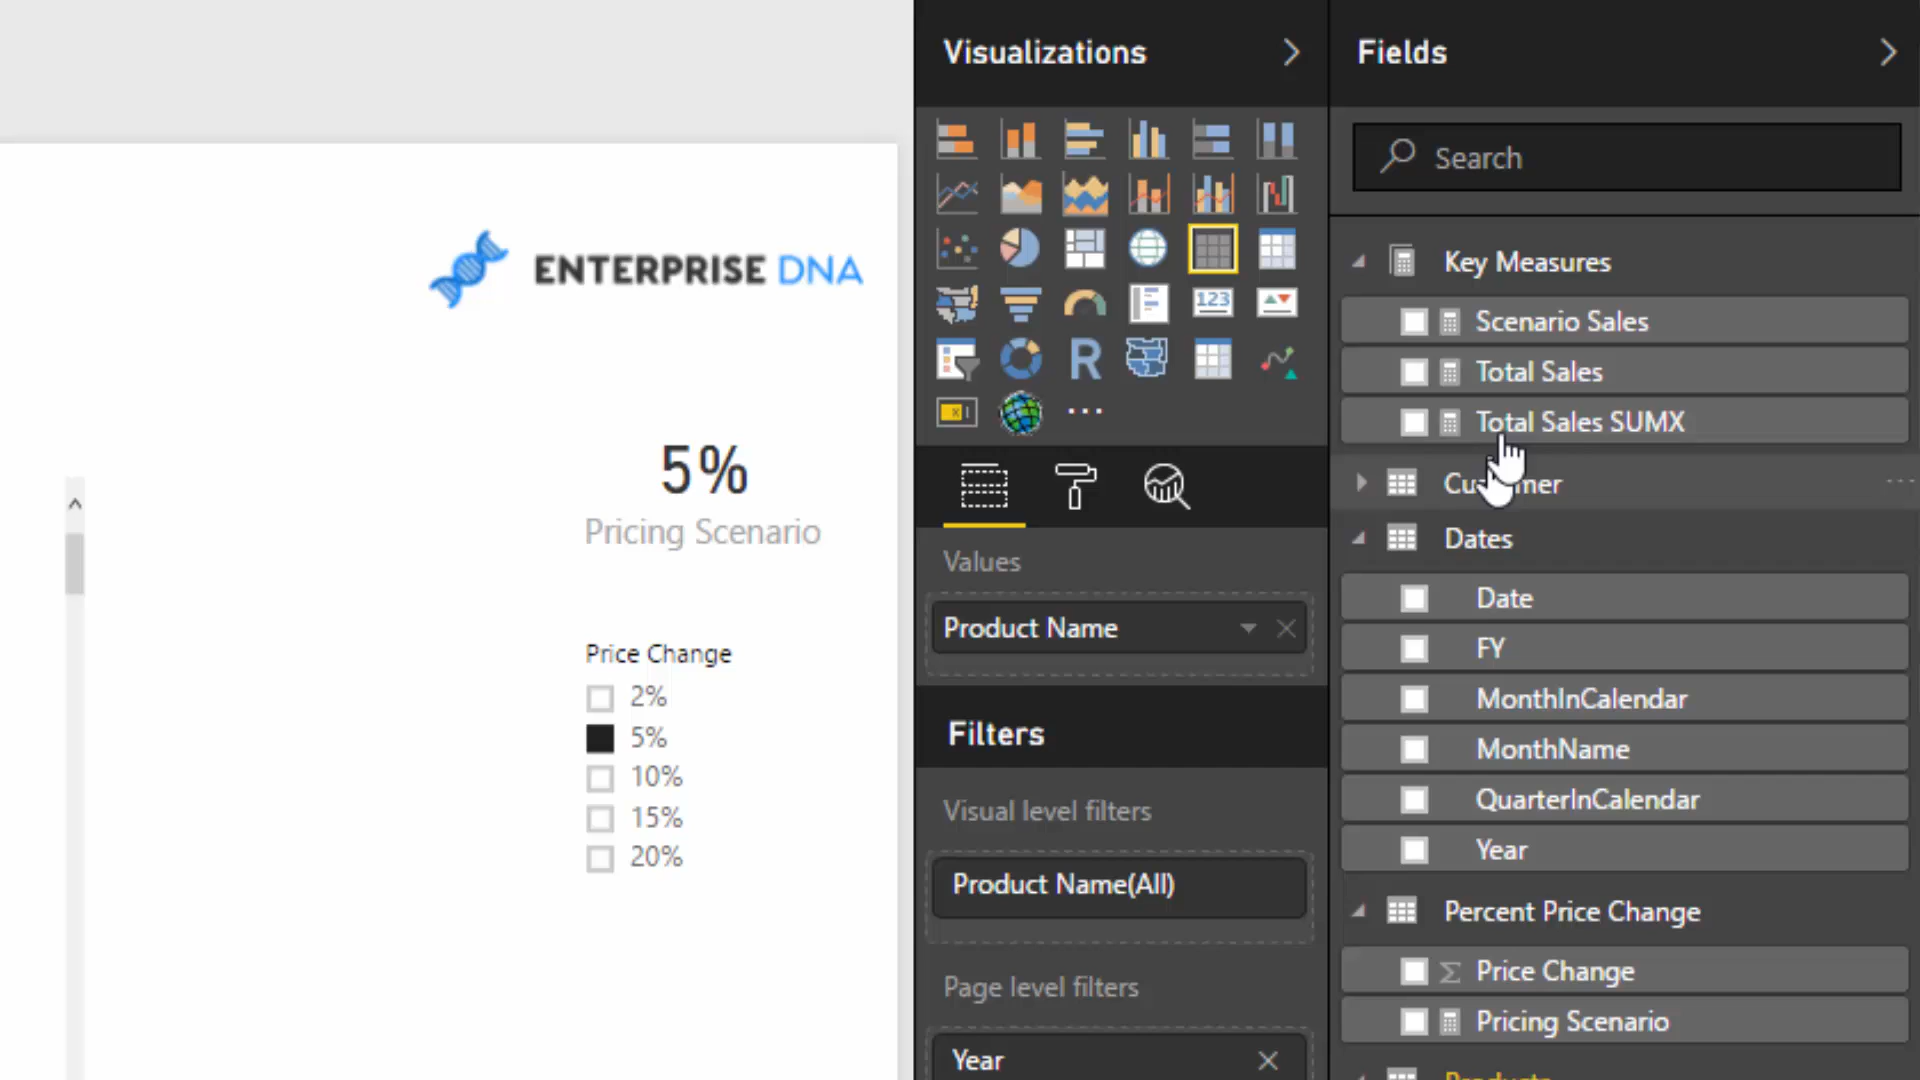 ENTERPRISE DNA
5%
Pricing Scenario
Price Change
2%
5%
10%
15%
20%
Visualizations
123
R
Values
Product Name
Filters
Visual level filters
Product Name(All)
Page level filters
Year
Fields
Search
Key Measures
Scenario Sales
Total Sales
Total Sales SUMX
Customer
Dates
Date
FY
MonthInCalendar
MonthName
QuarterInCalendar
Year
Percent Price Change
Price Change
Pricing Scenario
Products